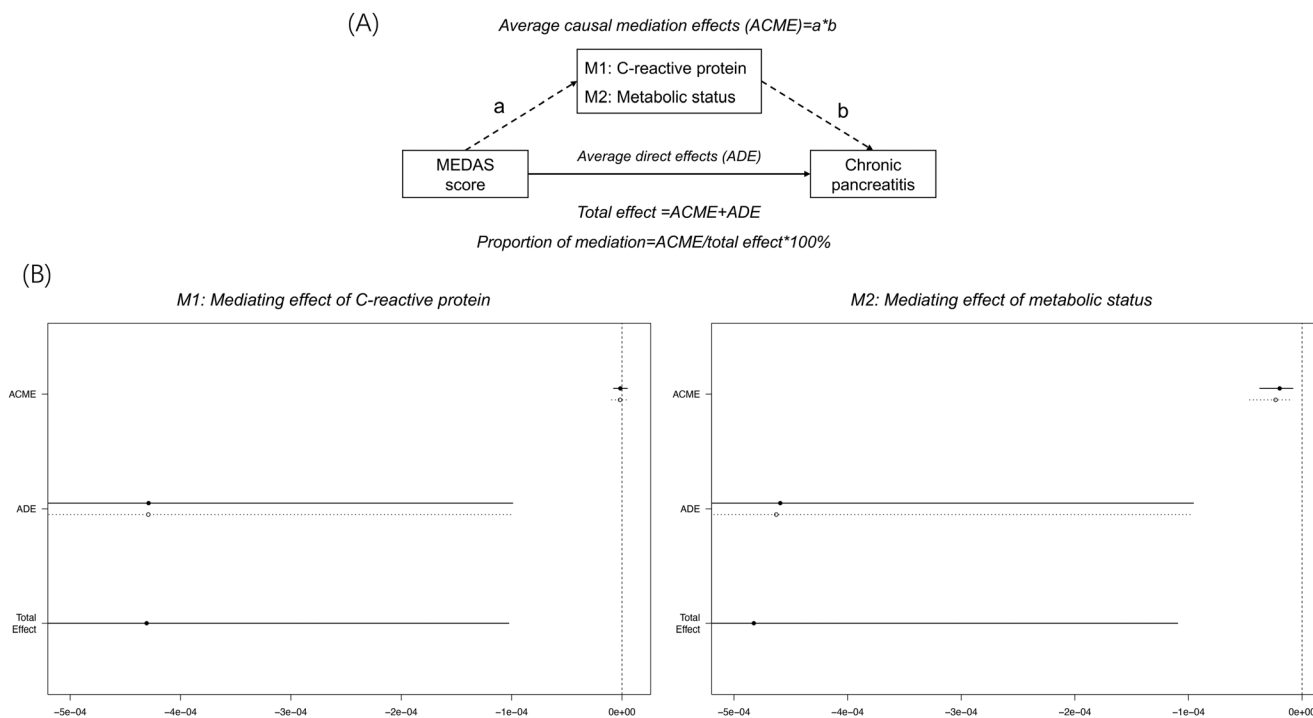 (A)
Average causal mediation effects (ACME)=a*b
M1: C-reactive protein
M2: Metabolic status
a
b
MEDAS
score
Average direct effects (ADE)
Chronic
pancreatitis
Total effect =ACME+ADE
Proportion of mediation=ACME/total effect*100%
(B)
M1: Mediating effect of C-reactive protein
ACME
ADE
Total
Effect
−5e−04 −4e−04 −3e−04 −2e−04 −1e−04 0e+00
M2: Mediating effect of metabolic status
ACME
ADE
Total
Effect
−5e−04 −4e−04 −3e−04 −2e−04 −1e−04 0e+00